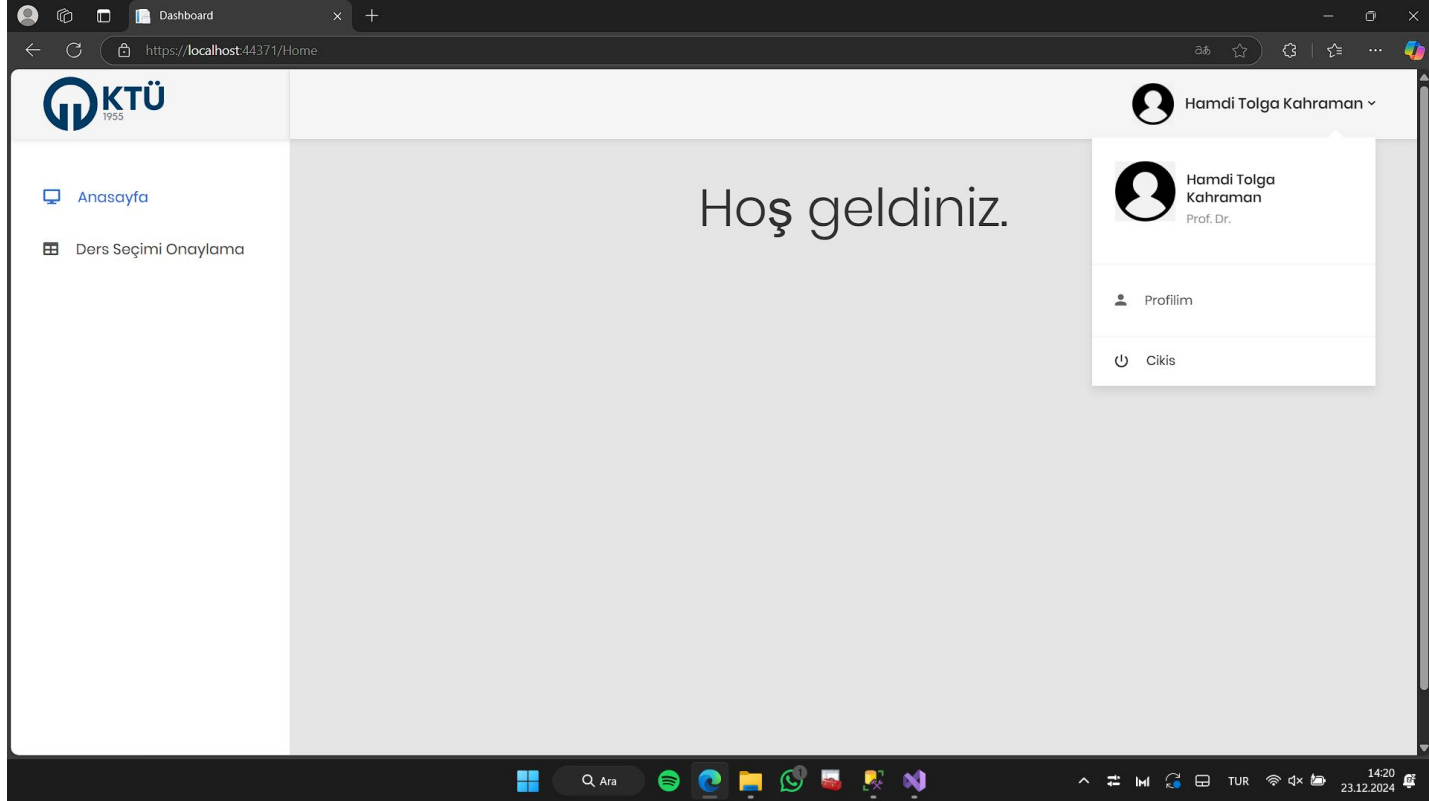 Dashboard
https://localhost:44371/Home
KTÜ
1955
Hamdi Tolga Kahraman
Anasayfa
Ders Seçimi Onaylama
Hoş geldiniz.
Hamdi Tolga
Kahraman
Prof. Dr.
Profilim
Cikis
Ara
1
TUR
14:20
23.12.2024